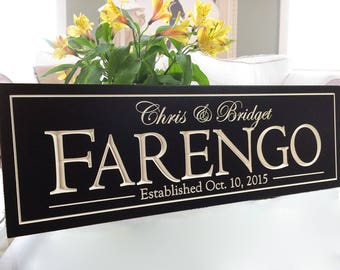 Chris & Bridget
FARENGO
Established Oct. 10, 2015